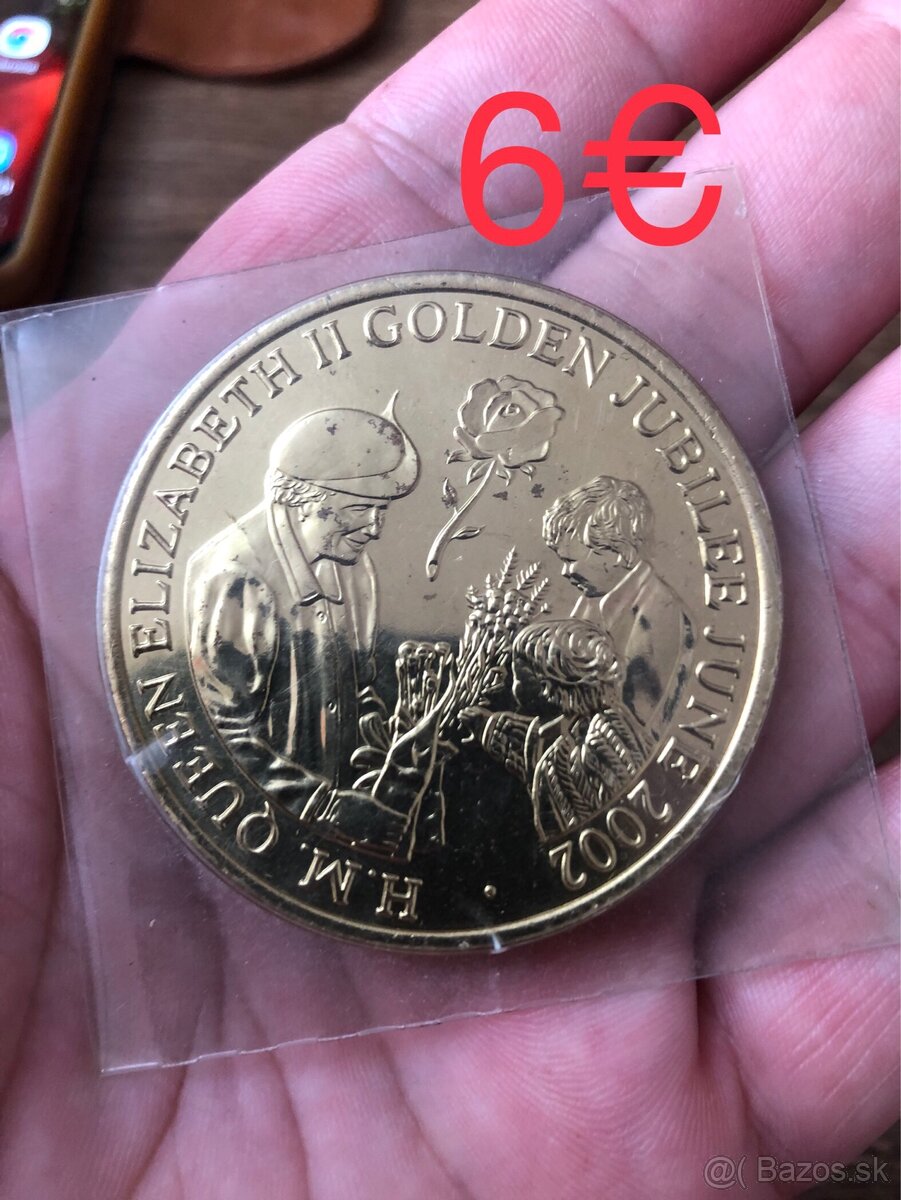 6€
H.M. QUEEN ELIZABETH II GOLDEN JUBILEE JUNE 2002
@( Bazos.sk